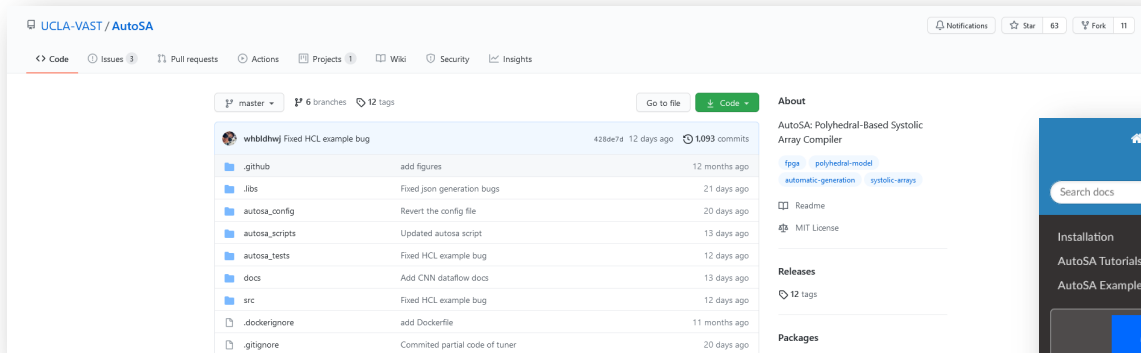 UCLA-VAST / AutoSA
Notifications Star 63 Fork 11
Code Issues 3 Pull requests Actions Projects 1 Wiki Security Insights
master 6 branches 12 tags Go to file Code
whbldhwj Fixed HCL example bug 428de7d 12 days ago 1,093 commits
.github add figures 12 months ago
.libs Fixed json generation bugs 21 days ago
autosa_config Revert the config file 20 days ago
autosa_scripts Updated autosa script 13 days ago
autosa_tests Fixed HCL example bug 12 days ago
docs Add CNN dataflow docs 13 days ago
src Fixed HCL example bug 12 days ago
.dockerignore add Dockerfile 11 months ago
.gitignore Commited partial code of tuner 20 days ago
About
AutoSA: Polyhedral-Based Systolic
Array Compiler
fpga polyhedral-model
automatic-generation systolic-arrays
Readme
MIT License
Releases
12 tags
Packages
Search docs
Installation
AutoSA Tutorials
AutoSA Example